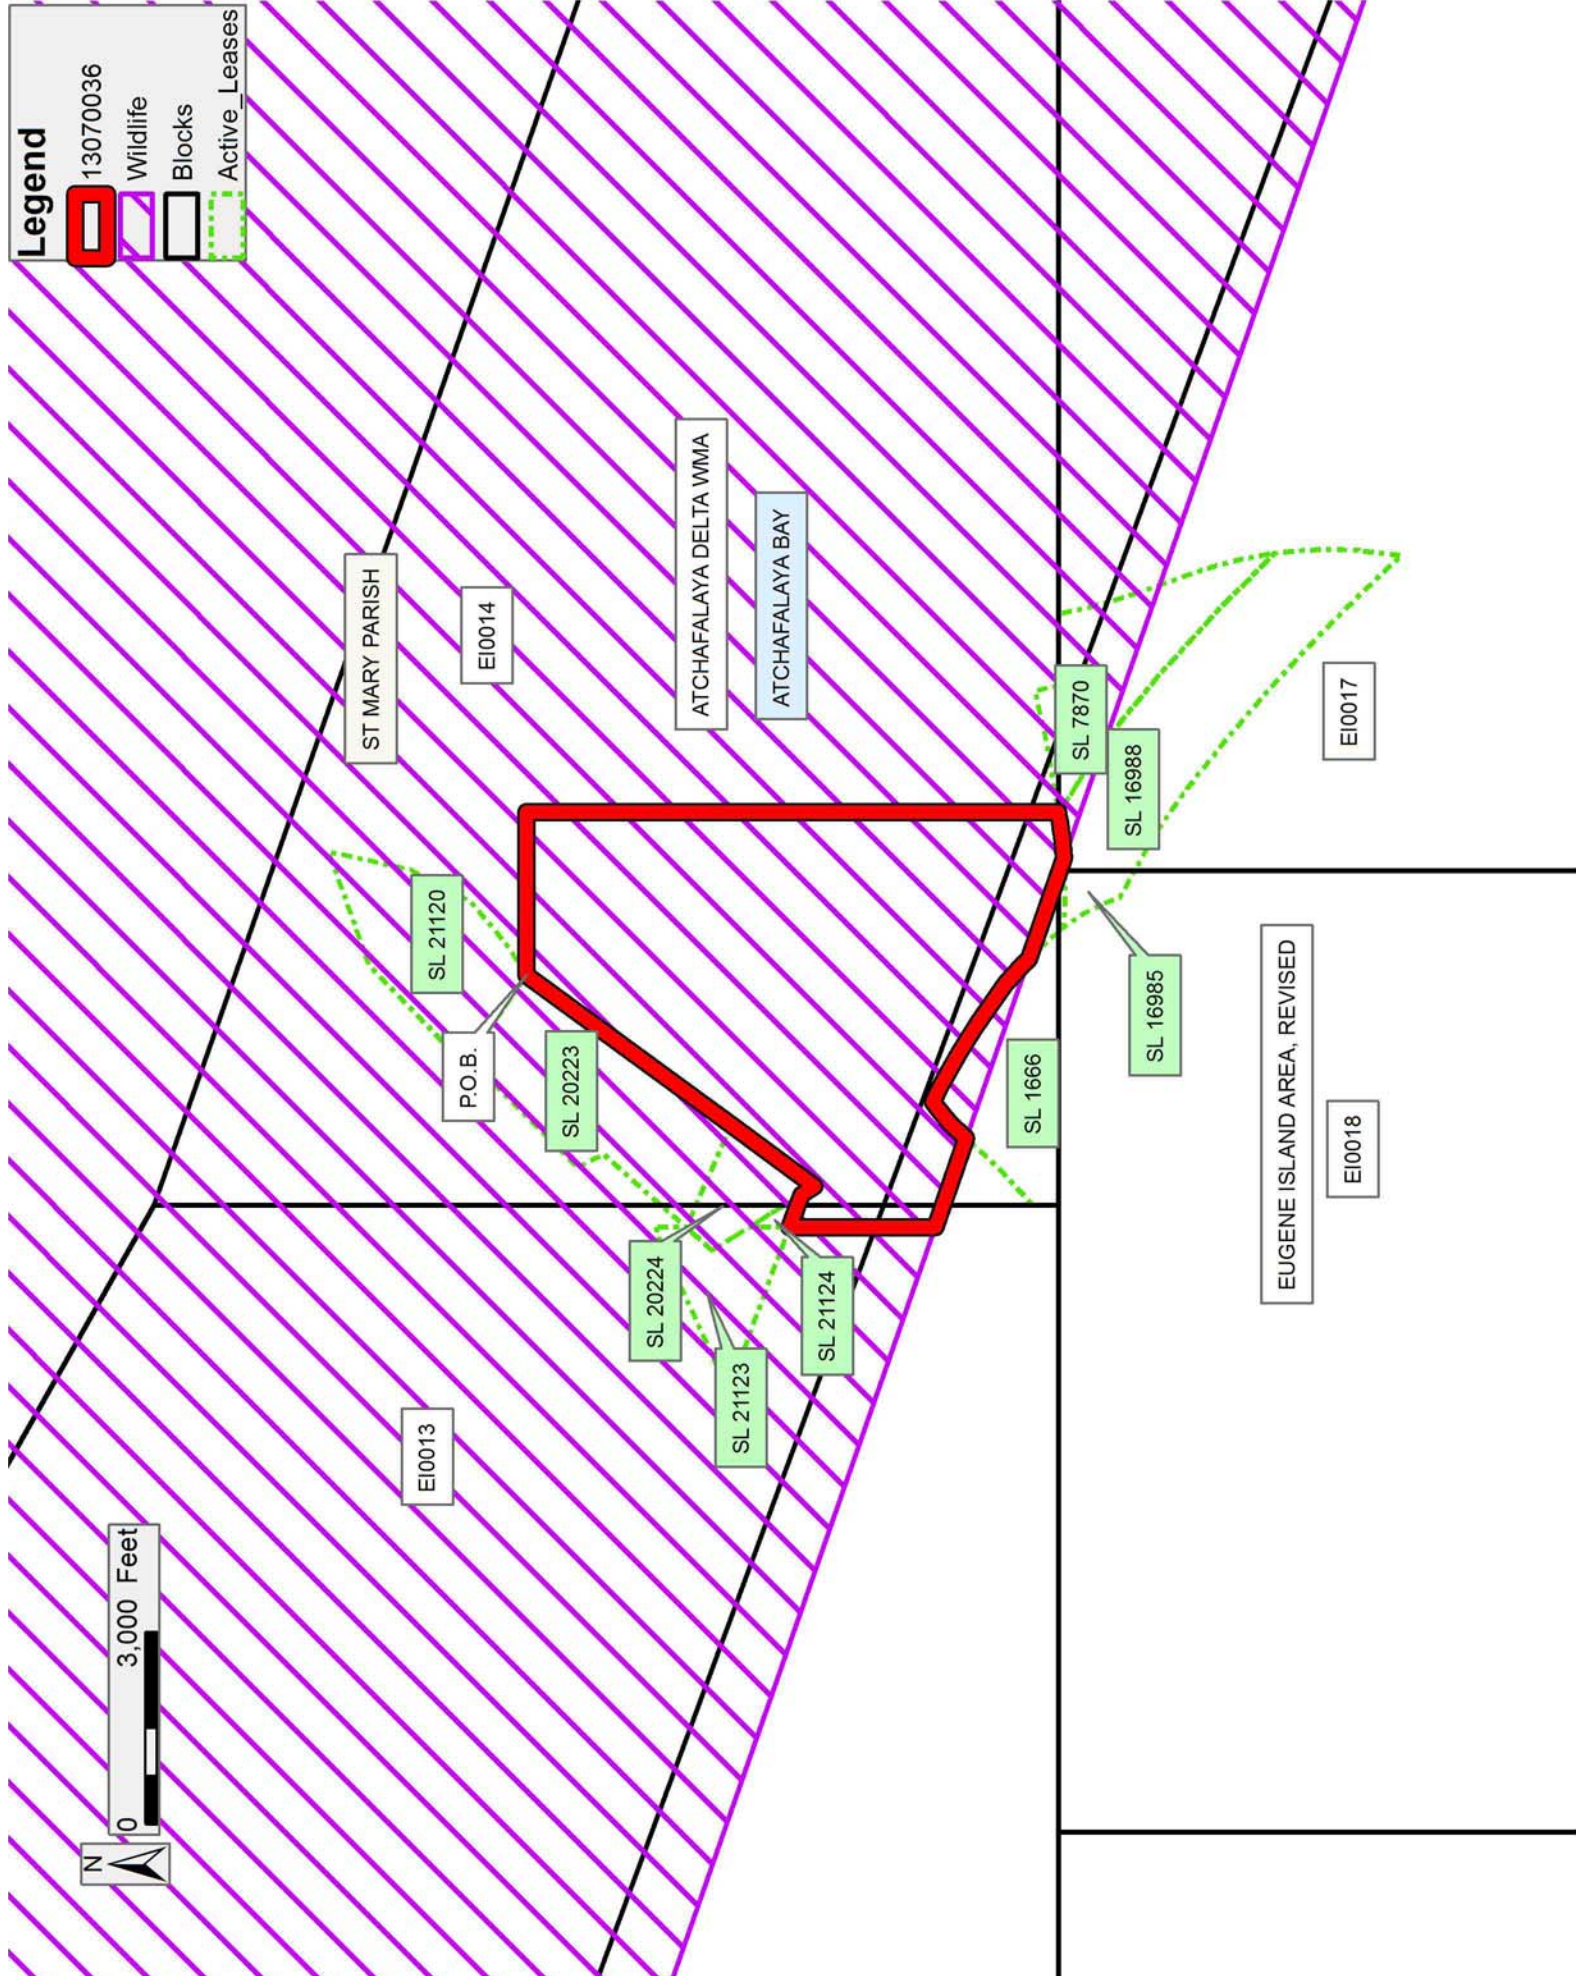 Legend
13070036
Wildlife
Blocks
Active_Leases
N
0 3,000 Feet
ST MARY PARISH
EI0014
EI0013
ATCHAFALAYA DELTA WMA
ATCHAFALAYA BAY
SL 21120
P.O.B.
SL 20223
SL 20224
SL 21123
SL 21124
SL 7870
SL 16988
SL 1666
SL 16985
EI0017
EUGENE ISLAND AREA, REVISED
EI0018